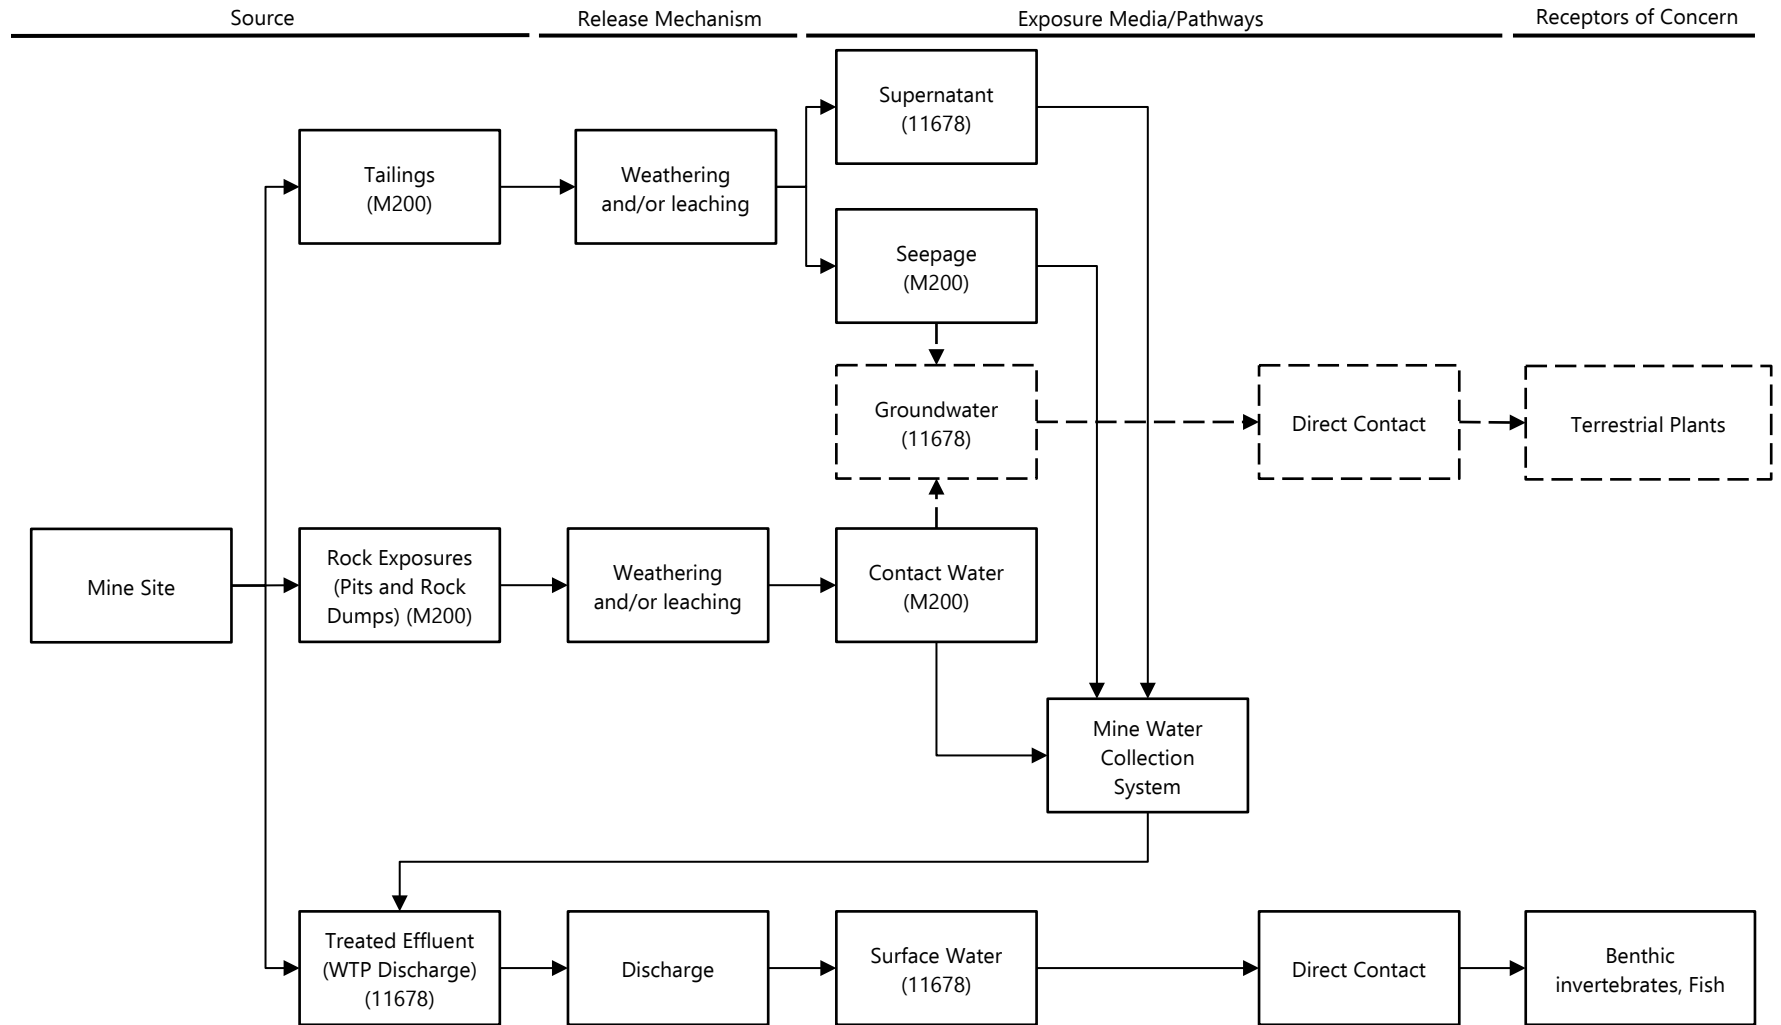 Source
Release Mechanism
Exposure Media/Pathways
Receptors of Concern
Supernatant
(11678)
Tailings
(M200)
Weathering
and/or leaching
Seepage
(M200)
Groundwater
(11678)
Direct Contact
Terrestrial Plants
Mine Site
Rock Exposures
(Pits and Rock
Dumps) (M200)
Weathering
and/or leaching
Contact Water
(M200)
Mine Water
Collection
System
Treated Effluent
(WTP Discharge)
(11678)
Discharge
Surface Water
(11678)
Direct Contact
Benthic
invertebrates, Fish